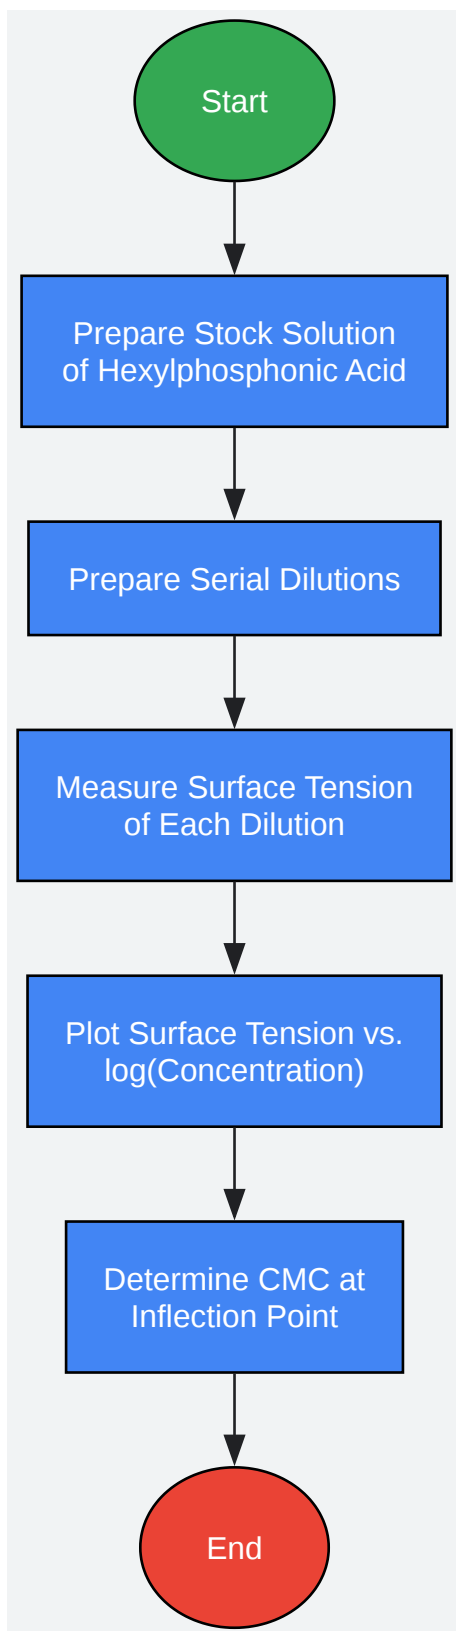 Start
Prepare Stock Solution
of Hexylphosphonic Acid
Prepare Serial Dilutions
Measure Surface Tension
of Each Dilution
Plot Surface Tension vs.
log(Concentration)
Determine CMC at
Inflection Point
End